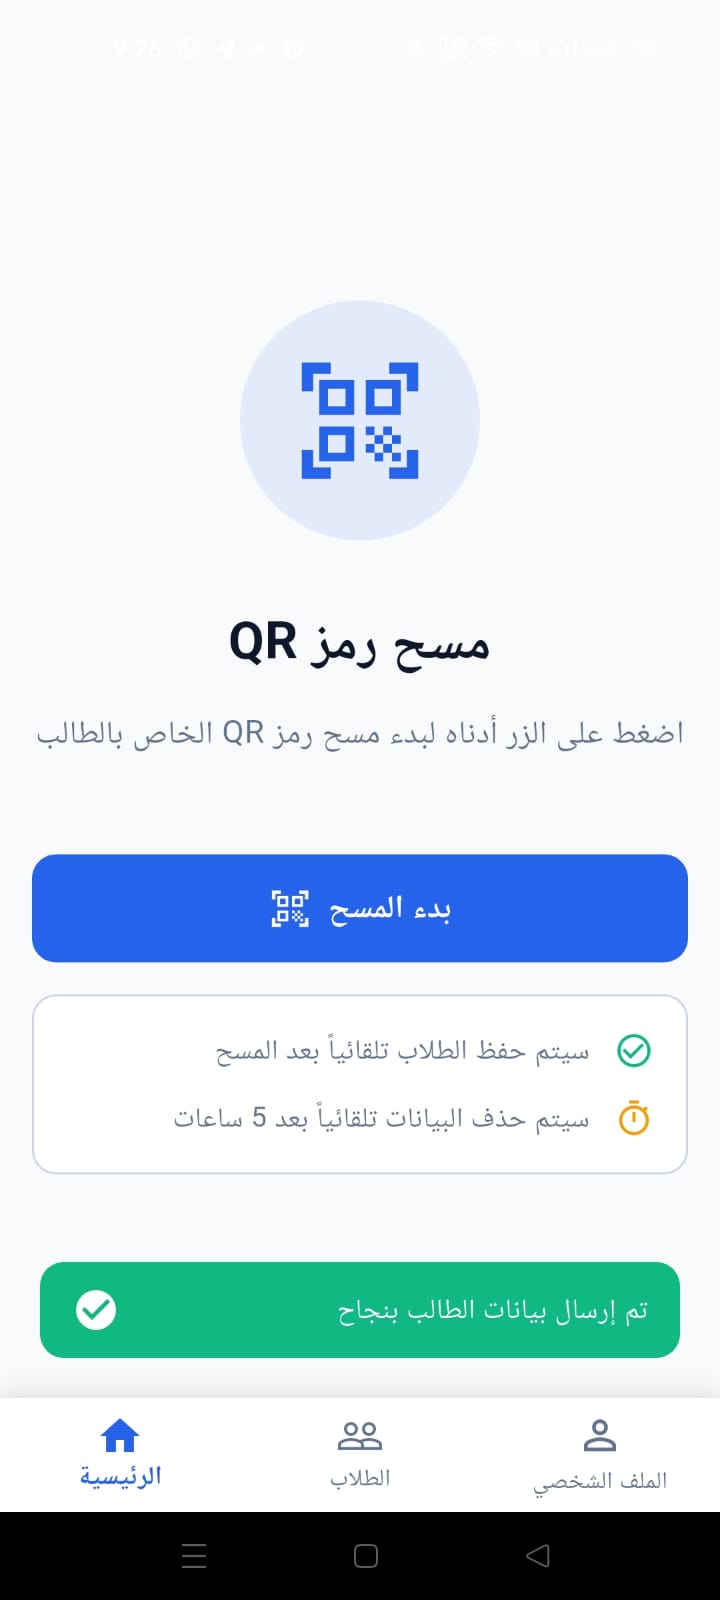 9:26
مسح رمز QR
اضغط على الزر أدناه لبدء مسح رمز QR الخاص بالطالب
بدء المسح
سيتم حفظ الطلاب تلقائياً بعد المسح
سيتم حذف البيانات تلقائياً بعد 5 ساعات
تم إرسال بيانات الطالب بنجاح
الرئيسية
الطلاب
الملف الشخصي